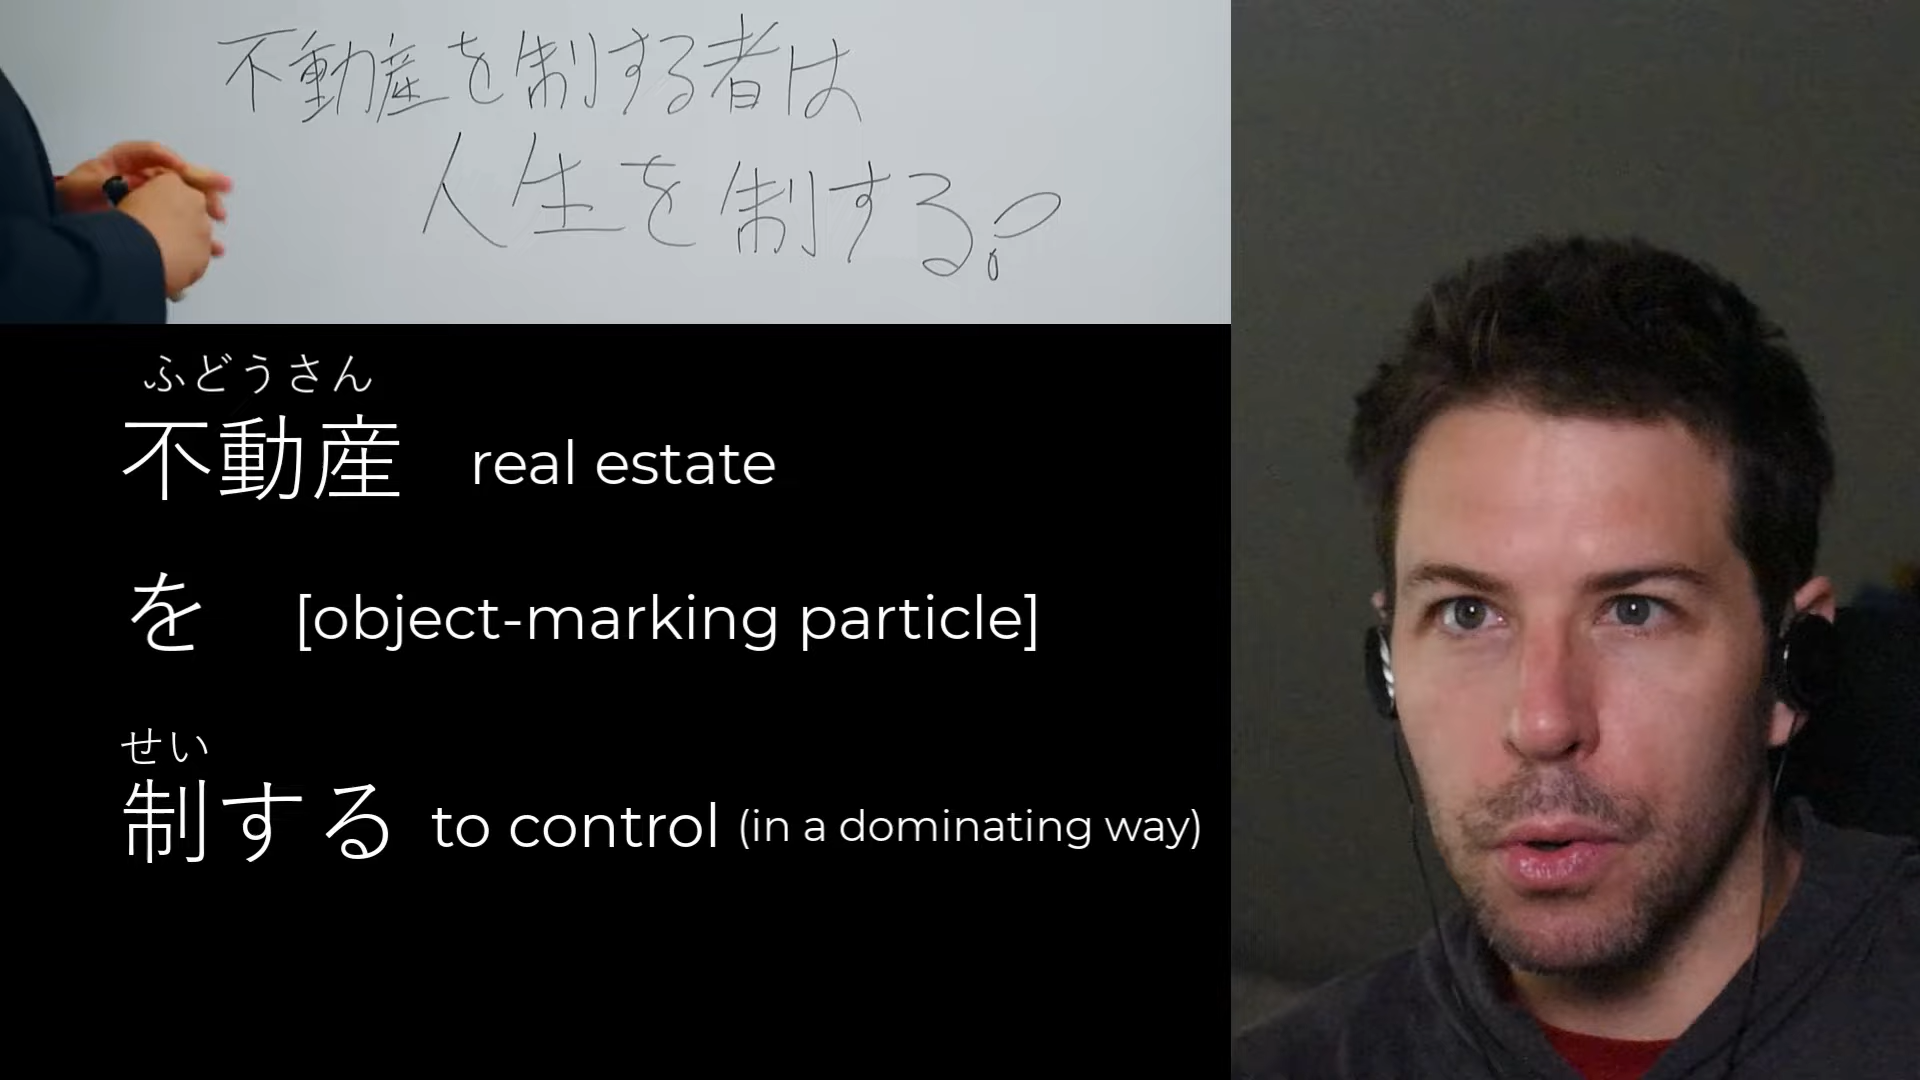 不動産を制する者は
人生を制する?
ふどうさん
不動産 real estate
を [object-marking particle]
せい
制する to control (in a dominating way)